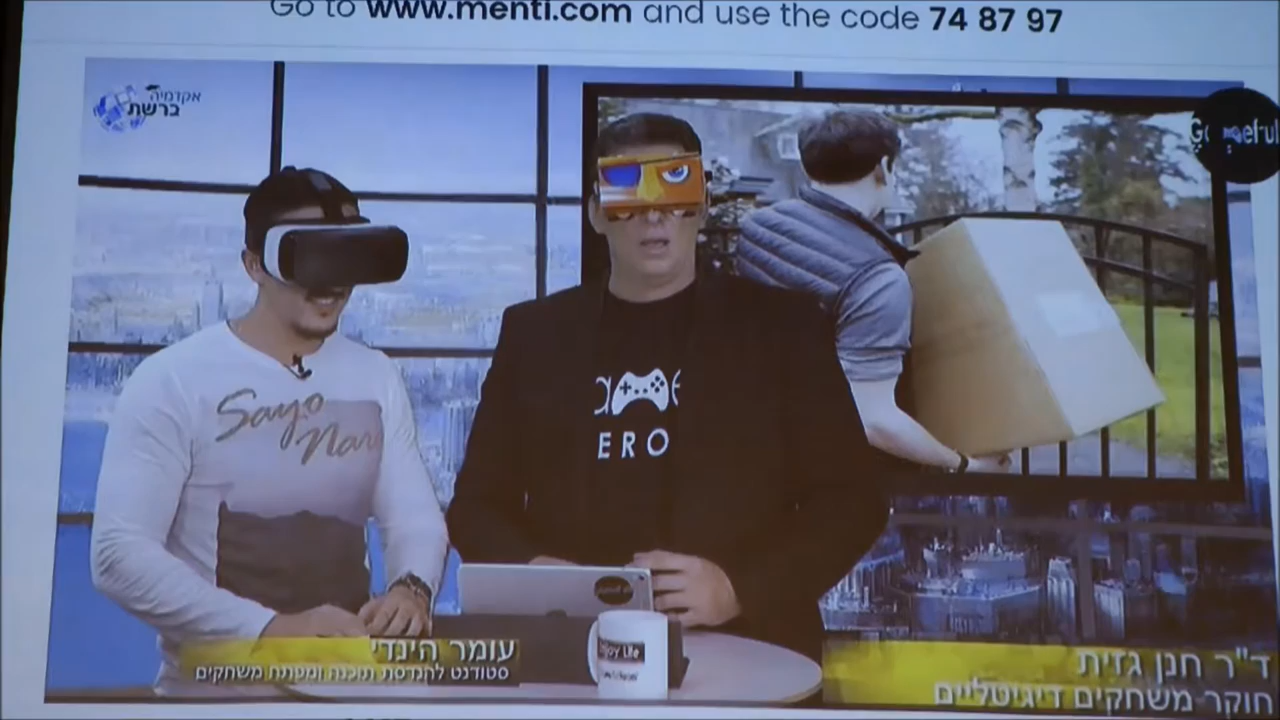 Go to www.menti.com and use the code 74 87 97
אקדמיה
ברשת
Sayo
Nara
ERO
Enjoy Life
עומר הינדי
סטודנט להנדסת תוכנה ומפתח משחקים
ד"ר חנן גזית
חוקר משחקים דיגיטליים